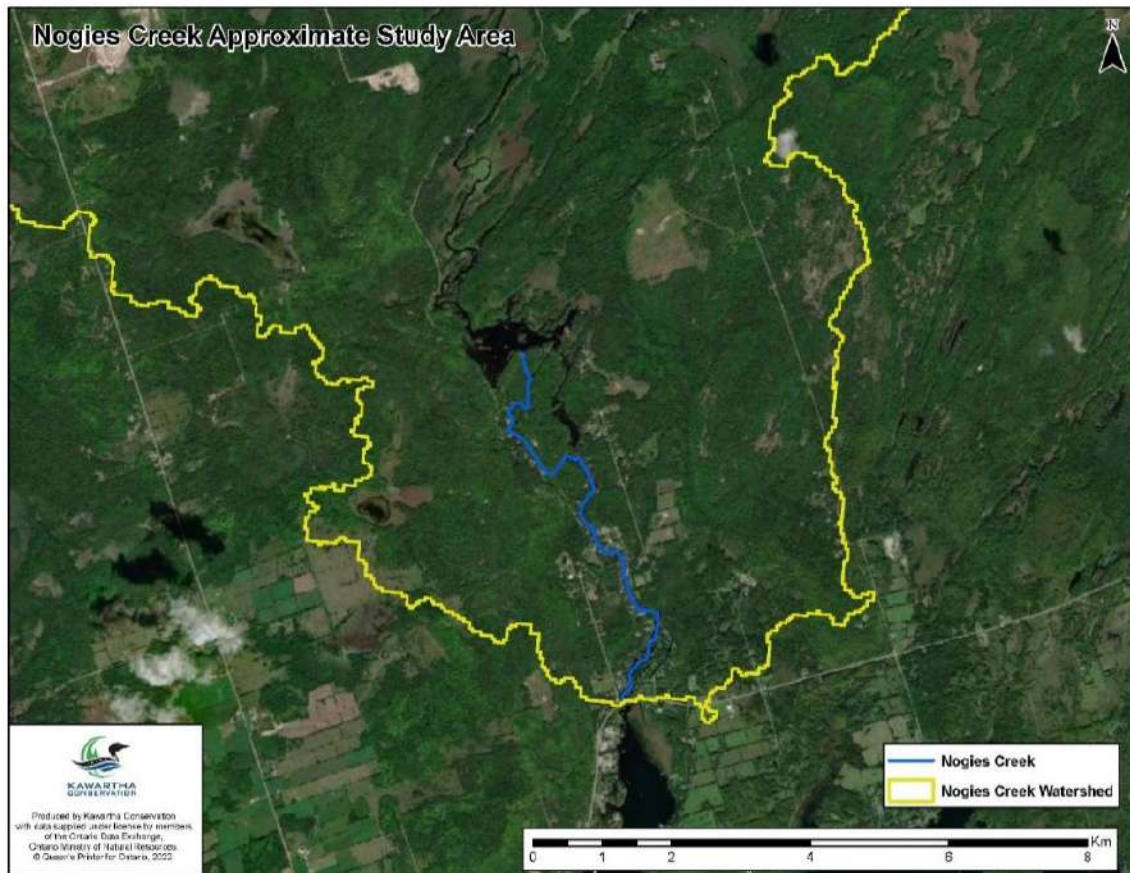 Nogies Creek Approximate Study Area
N
Nogies Creek
Nogies Creek Watershed
KAWARTHA
CONSERVATION
Produced by Kawartha Conservation
with data supplied under license by members
of the Ontario Data Exchange,
Ontario Ministry of Natural Resources.
© Queen's Printer for Ontario, 2022
Km
0 1 2 4 6 8